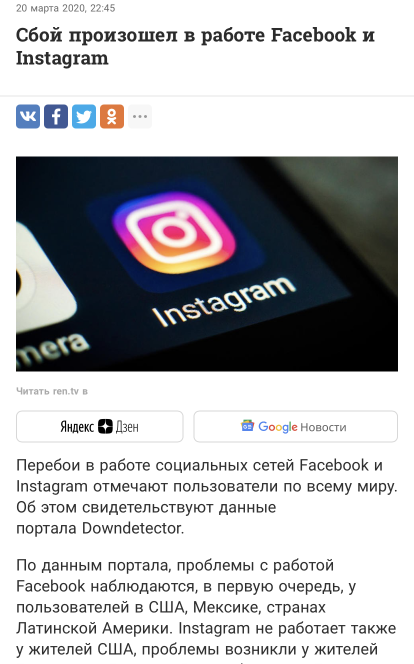 20 марта 2020, 22:45
Сбой произошел в работе Facebook и
Instagram
Instagram
mera
Читать ren.tv в
Яндекс Дзен
Google Новости
Перебои в работе социальных сетей Facebook и
Instagram отмечают пользователи по всему миру.
Об этом свидетельствуют данные
портала Downdetector.
По данным портала, проблемы с работой
Facebook наблюдаются, в первую очередь, у
пользователей в США, Мексике, странах
Латинской Америки. Instagram не работает также
у жителей США, проблемы возникли у жителей